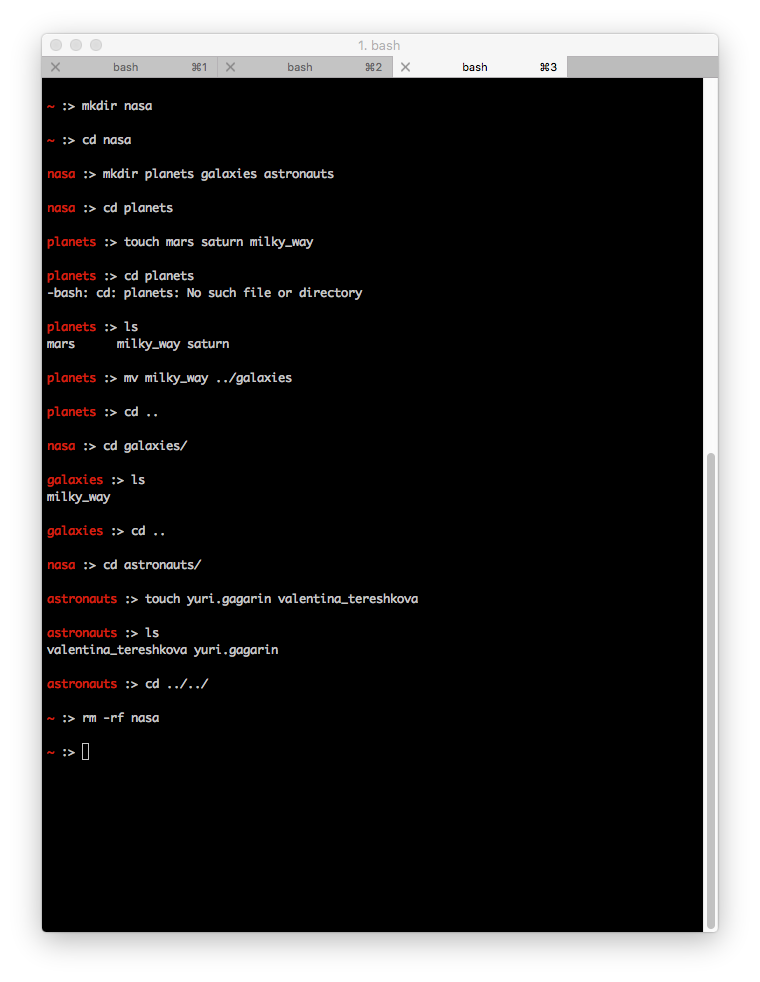 1. bash
bash ⌘1 bash ⌘2 bash ⌘3
~ :> mkdir nasa
~ :> cd nasa
nasa :> mkdir planets galaxies astronauts
nasa :> cd planets
planets :> touch mars saturn milky_way
planets :> cd planets
-bash: cd: planets: No such file or directory
planets :> ls
mars      milky_way saturn
planets :> mv milky_way ../galaxies
planets :> cd ..
nasa :> cd galaxies/
galaxies :> ls
milky_way
galaxies :> cd ..
nasa :> cd astronauts/
astronauts :> touch yuri.gagarin valentina_tereshkova
astronauts :> ls
valentina_tereshkova yuri.gagarin
astronauts :> cd ../../
~ :> rm -rf nasa
~ :>